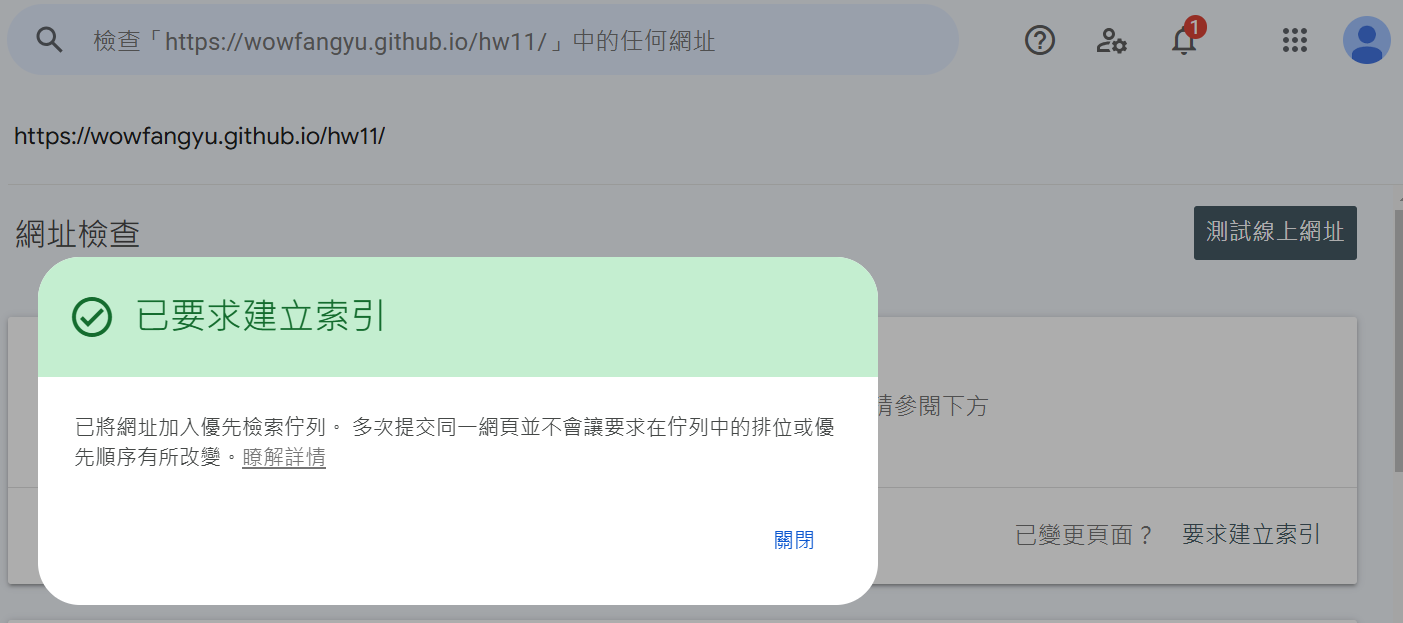 檢查「https://wowfangyu.github.io/hw11/」中的任何網址
1
https://wowfangyu.github.io/hw11/
網址檢查
測試線上網址
已要求建立索引
已將網址加入優先檢索佇列。 多次提交同一網頁並不會讓要求在佇列中的排位或優
先順序有所改變。瞭解詳情
請參閱下方
關閉
已變更頁面？ 要求建立索引